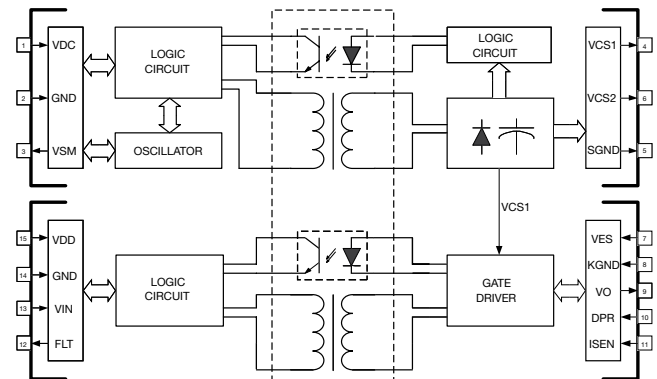 1 VDC
2 GND
3 VSM
LOGIC
CIRCUIT
OSCILLATOR
LOGIC
CIRCUIT
VCS1 4
VCS2 6
SGND 5
VCS1
15 VDD
14 GND
13 VIN
12 FLT
LOGIC
CIRCUIT
GATE
DRIVER
VES 7
KGND 8
VO 9
DPR 10
ISEN 11